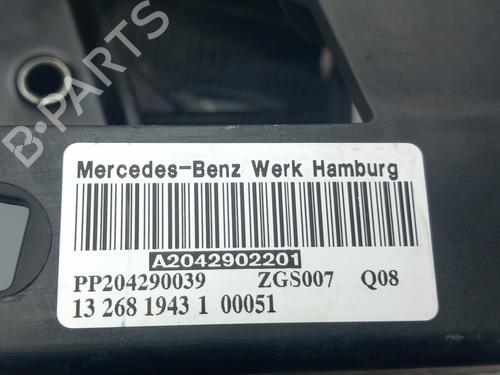 B-PARTS
Mercedes-Benz Werk Hamburg
A2042902201
PP204290039 ZGS007 Q08
13 268 1943 1 00051